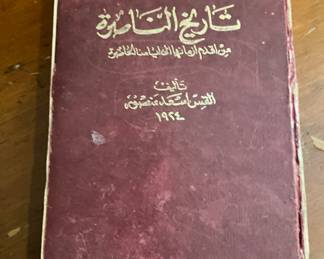 تاريخ الناصرة
من اقدم ازمانها الى ايامنا الحاضرة
تأليف
القس اسعد منصور
١٩٢٤